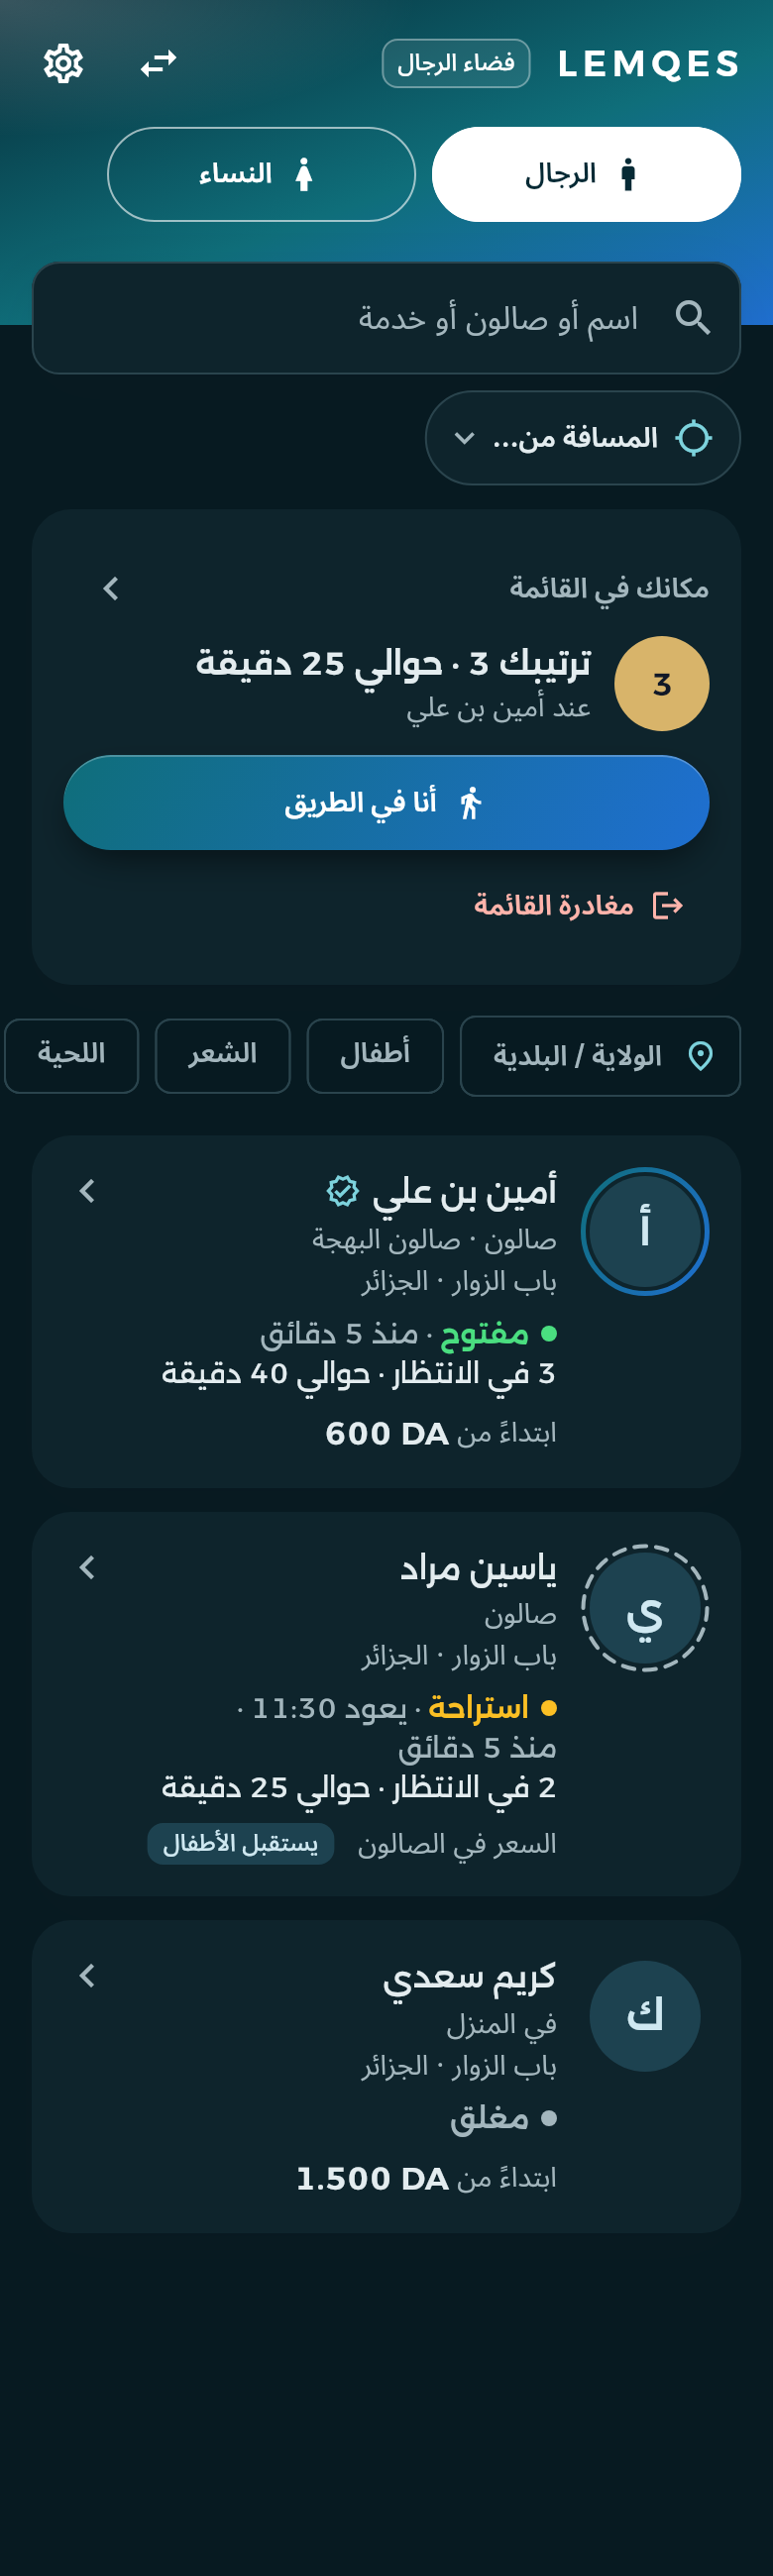 LEMQES
فضاء الرجال
الرجال
النساء
اسم أو صالون أو خدمة
المسافة من...
مكانك في القائمة
3
ترتيبك 3 · حوالي 25 دقيقة
عند أمين بن علي
أنا في الطريق
مغادرة القائمة
الولاية / البلدية
أطفال
الشعر
اللحية
أ
أمين بن علي
صالون · صالون البهجة
باب الزوار · الجزائر
مفتوح · منذ 5 دقائق
3 في الانتظار · حوالي 40 دقيقة
ابتداءً من 600 DA
ي
ياسين مراد
صالون
باب الزوار · الجزائر
استراحة · يعود 11:30 ·
منذ 5 دقائق
2 في الانتظار · حوالي 25 دقيقة
السعر في الصالون
يستقبل الأطفال
ك
كريم سعدي
في المنزل
باب الزوار · الجزائر
مغلق
ابتداءً من 1.500 DA